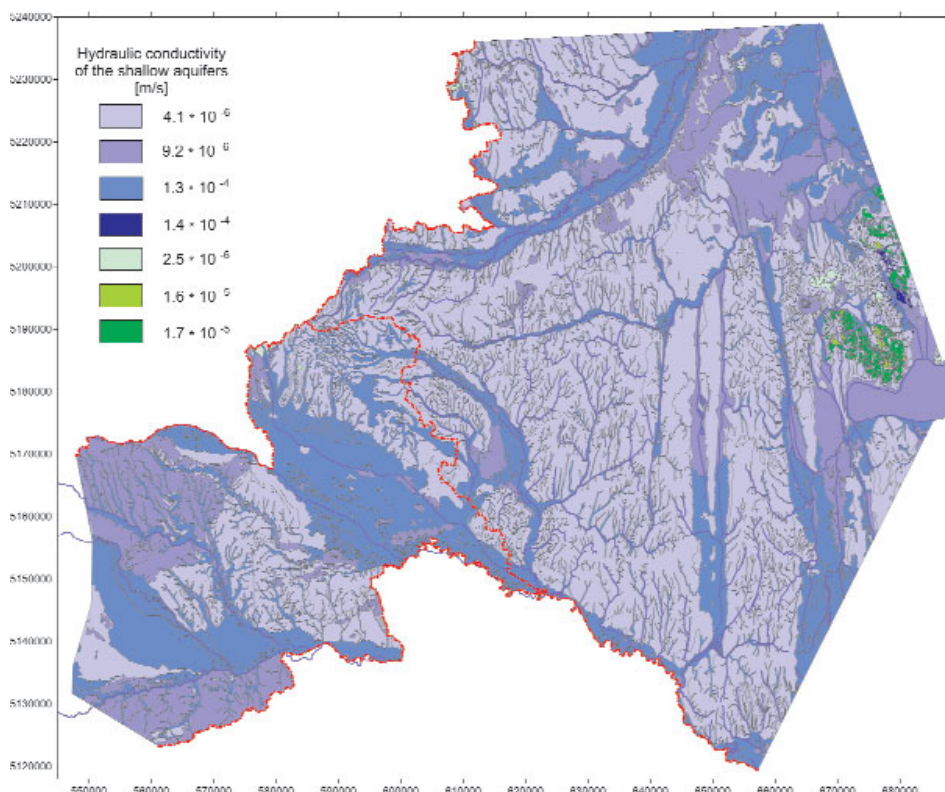 Hydraulic conductivity
of the shallow aquifers
[m/s]
4.1 * 10 -6
9.2 * 10 -6
1.3 * 10 -4
1.4 * 10 -4
2.5 * 10 -6
1.6 * 10 -5
1.7 * 10 -5
5240000
5230000
5220000
5210000
5200000
5190000
5180000
5170000
5160000
5150000
5140000
5130000
5120000
550000 560000 570000 580000 590000 600000 610000 620000 630000 640000 650000 660000 670000 680000